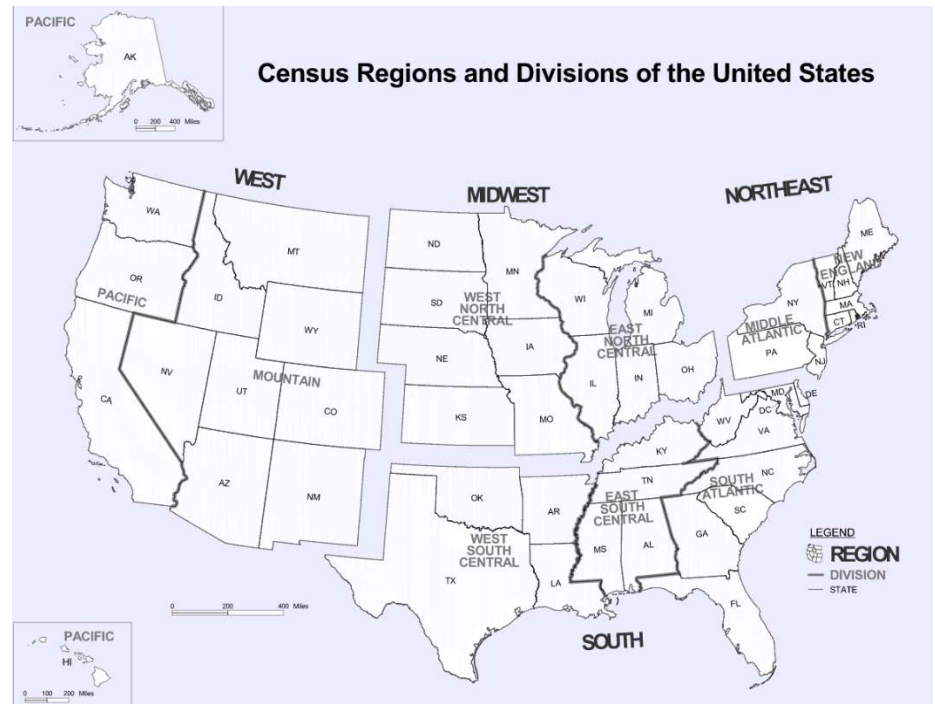 PACIFIC
AK
0 200 400 Miles
Census Regions and Divisions of the United States
WEST
MIDWEST
NORTHEAST
WA
OR
PACIFIC
CA
MT
ID
WY
NV
UT
MOUNTAIN
CO
AZ
NM
ND
SD
MN
WEST
NORTH
CENTRAL
NE
IA
KS
MO
WI
MI
EAST
NORTH
CENTRAL
IL
IN
OH
ME
NEW
ENGLAND
VT
NH
MA
CT
RI
NY
MIDDLE
ATLANTIC
PA
NJ
MD
DE
DC
WV
VA
KY
TN
NC
SOUTH
ATLANTIC
SC
EAST
SOUTH
CENTRAL
MS
AL
GA
FL
OK
AR
WEST
SOUTH
CENTRAL
TX
LA
SOUTH
LEGEND
REGION
DIVISION
STATE
0 200 400 Miles
PACIFIC
HI
0 100 200 Miles